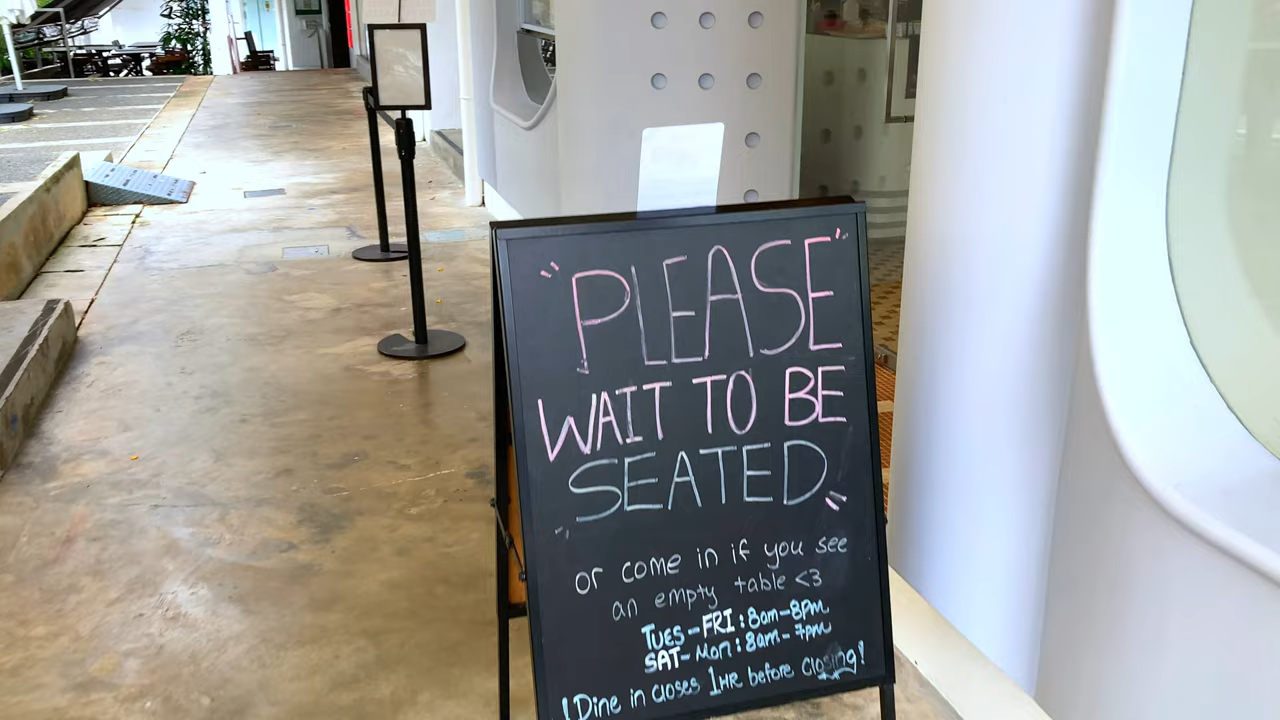 "PLEASE"
WAIT TO BE
SEATED
or come in if you see
an empty table <3
TUES-FRI: 8am-8pm
SAT-MON: 8am-7pm
! Dine in closes 1HR before closing!